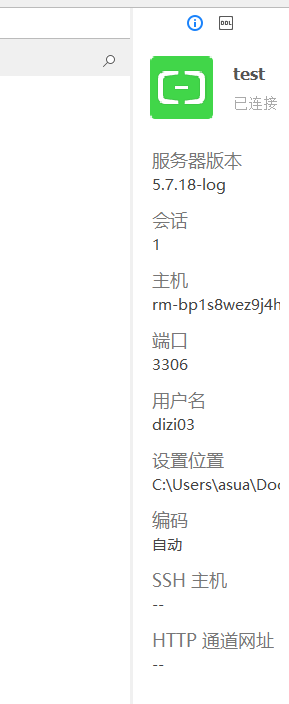 DDL
test
已连接
服务器版本
5.7.18-log
会话
1
主机
rm-bp1s8wez9j4h
端口
3306
用户名
dizi03
设置位置
C:\Users\asua\Doc
编码
自动
SSH 主机
--
HTTP 通道网址
--